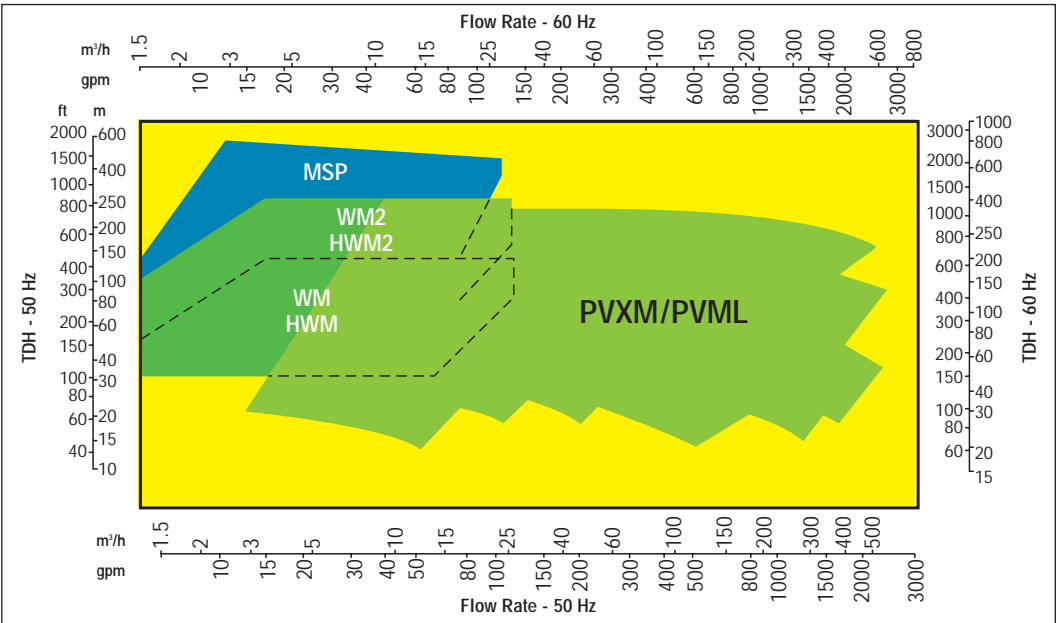 Flow Rate - 60 Hz
m³/h 1.5 2 3 5 10 15 25 40 60 100 150 200 300 400 600 800
gpm 10 15 20 30 40 60 80 100 150 200 300 400 600 800 1000 1500 2000 3000
ft m
2000 600
1500 400
1000
800 250
600 200
150
400 100
300 80
200 60
150 40
100 30
80
60 20
15
40 10
TDH - 50 Hz
MSP
WM2
HWM2
WM
HWM
PVXM/PVML
1000
3000 800
2000 600
1500 400
1000
800 250
600 200
150
400 100
300 80
200 60
150 40
100 30
80
60 20
15
TDH - 60 Hz
m³/h 1.5 2 3 5 10 15 25 40 60 100 150 200 300 400 500
gpm 10 15 20 30 40 50 80 100 150 200 300 400 600 800 1000 1500 2000 3000
Flow Rate - 50 Hz